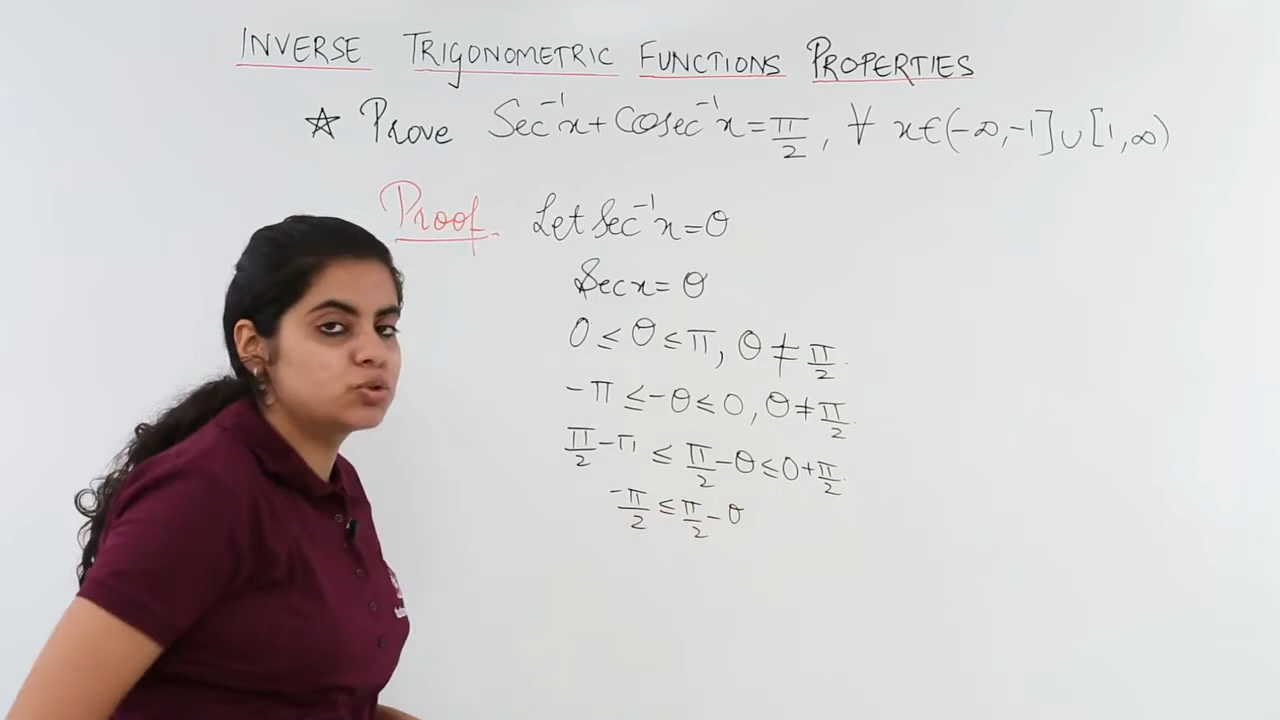 INVERSE TRIGONOMETRIC FUNCTIONS PROPERTIES
☆ Prove Sec⁻¹x + Cosec⁻¹x = π/2, ∀ x∈(-∞,-1]∪[1,∞)
Proof. Let Sec⁻¹x = θ
Sec x = θ
0 ≤ θ ≤ π, θ ≠ π/2.
-π ≤ -θ ≤ 0, θ ≠ π/2.
π/2 - π ≤ π/2 - θ ≤ 0 + π/2.
-π/2 ≤ π/2 - θ